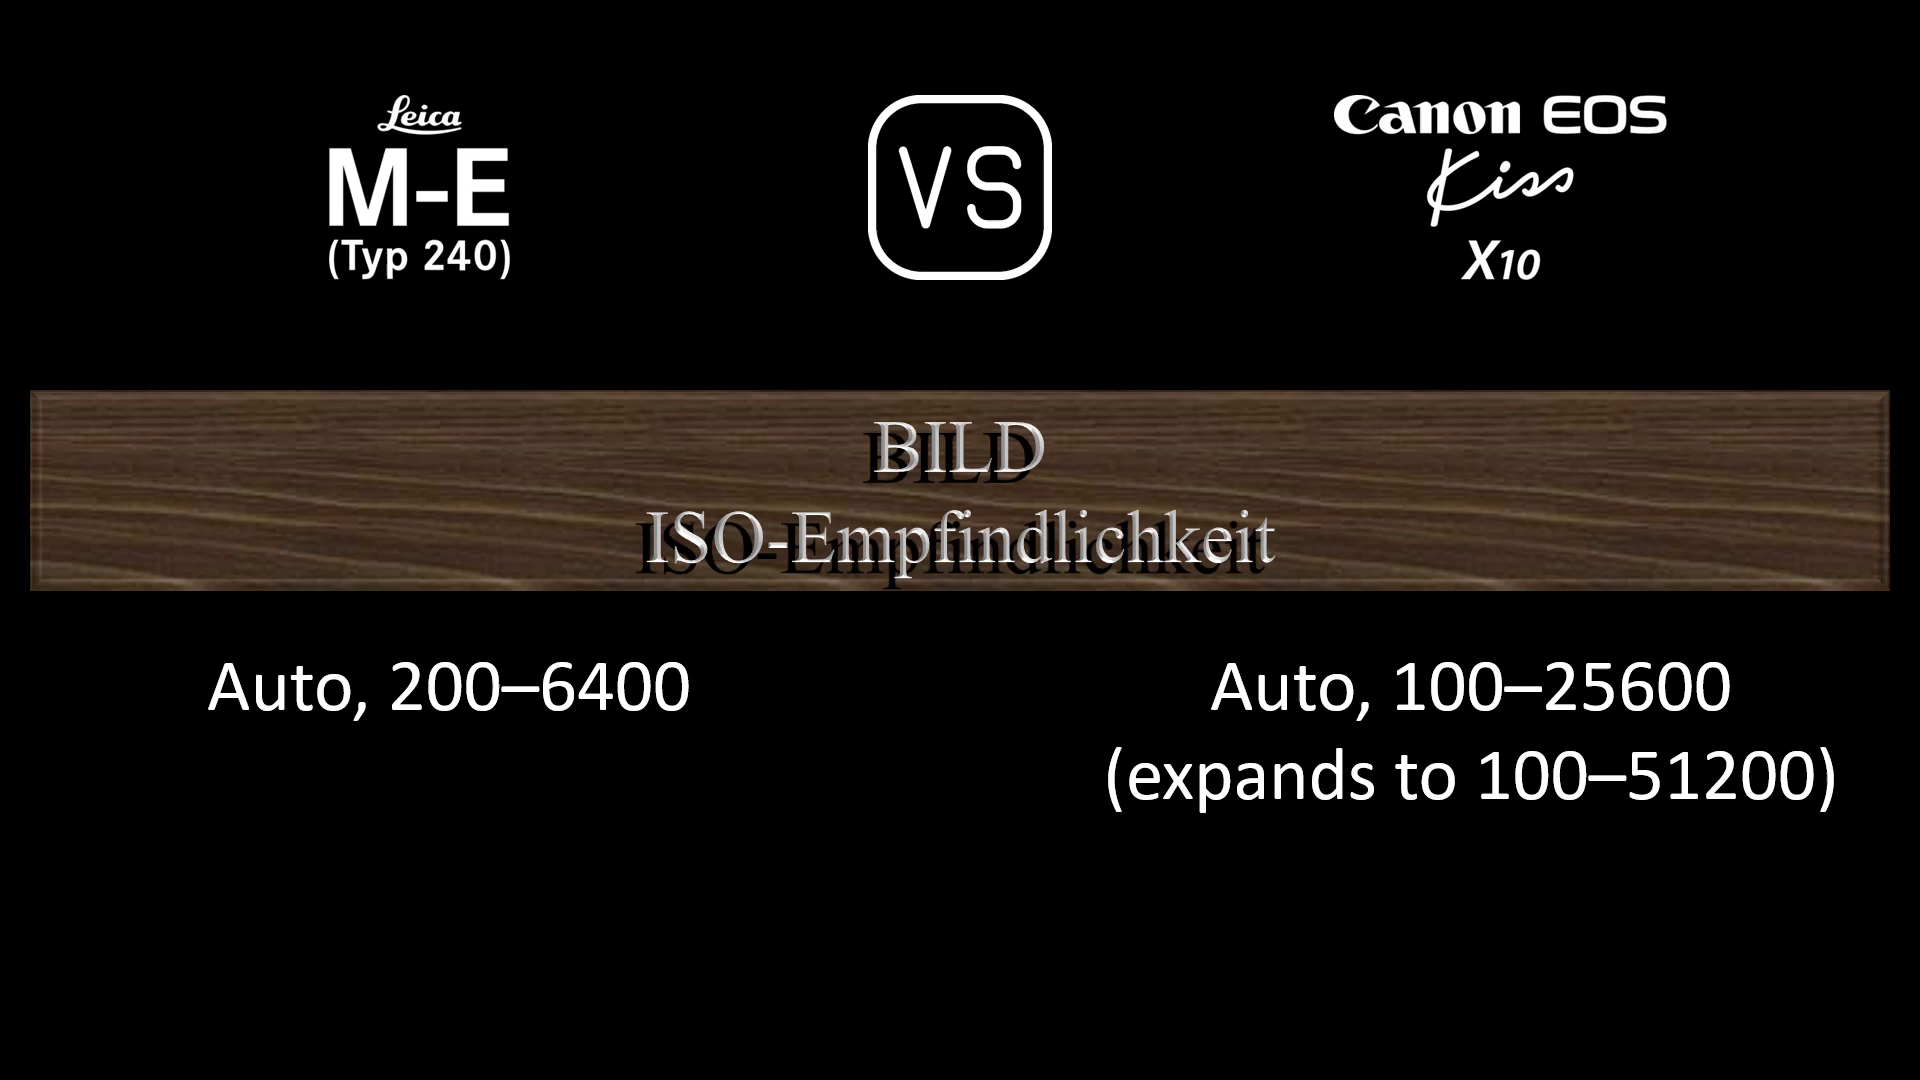 Leica
M-E
(Typ 240)
VS
Canon EOS
Kiss
X10
BILD
ISO-Empfindlichkeit
Auto, 200–6400
Auto, 100–25600
(expands to 100–51200)